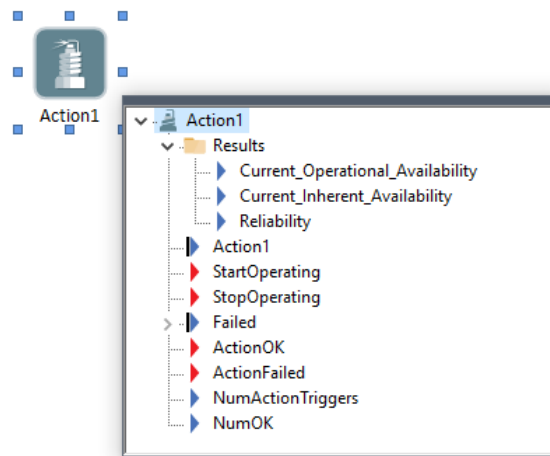 Action1
Action1
Results
Current_Operational_Availability
Current_Inherent_Availability
Reliability
Action1
StartOperating
StopOperating
Failed
ActionOK
ActionFailed
NumActionTriggers
NumOK